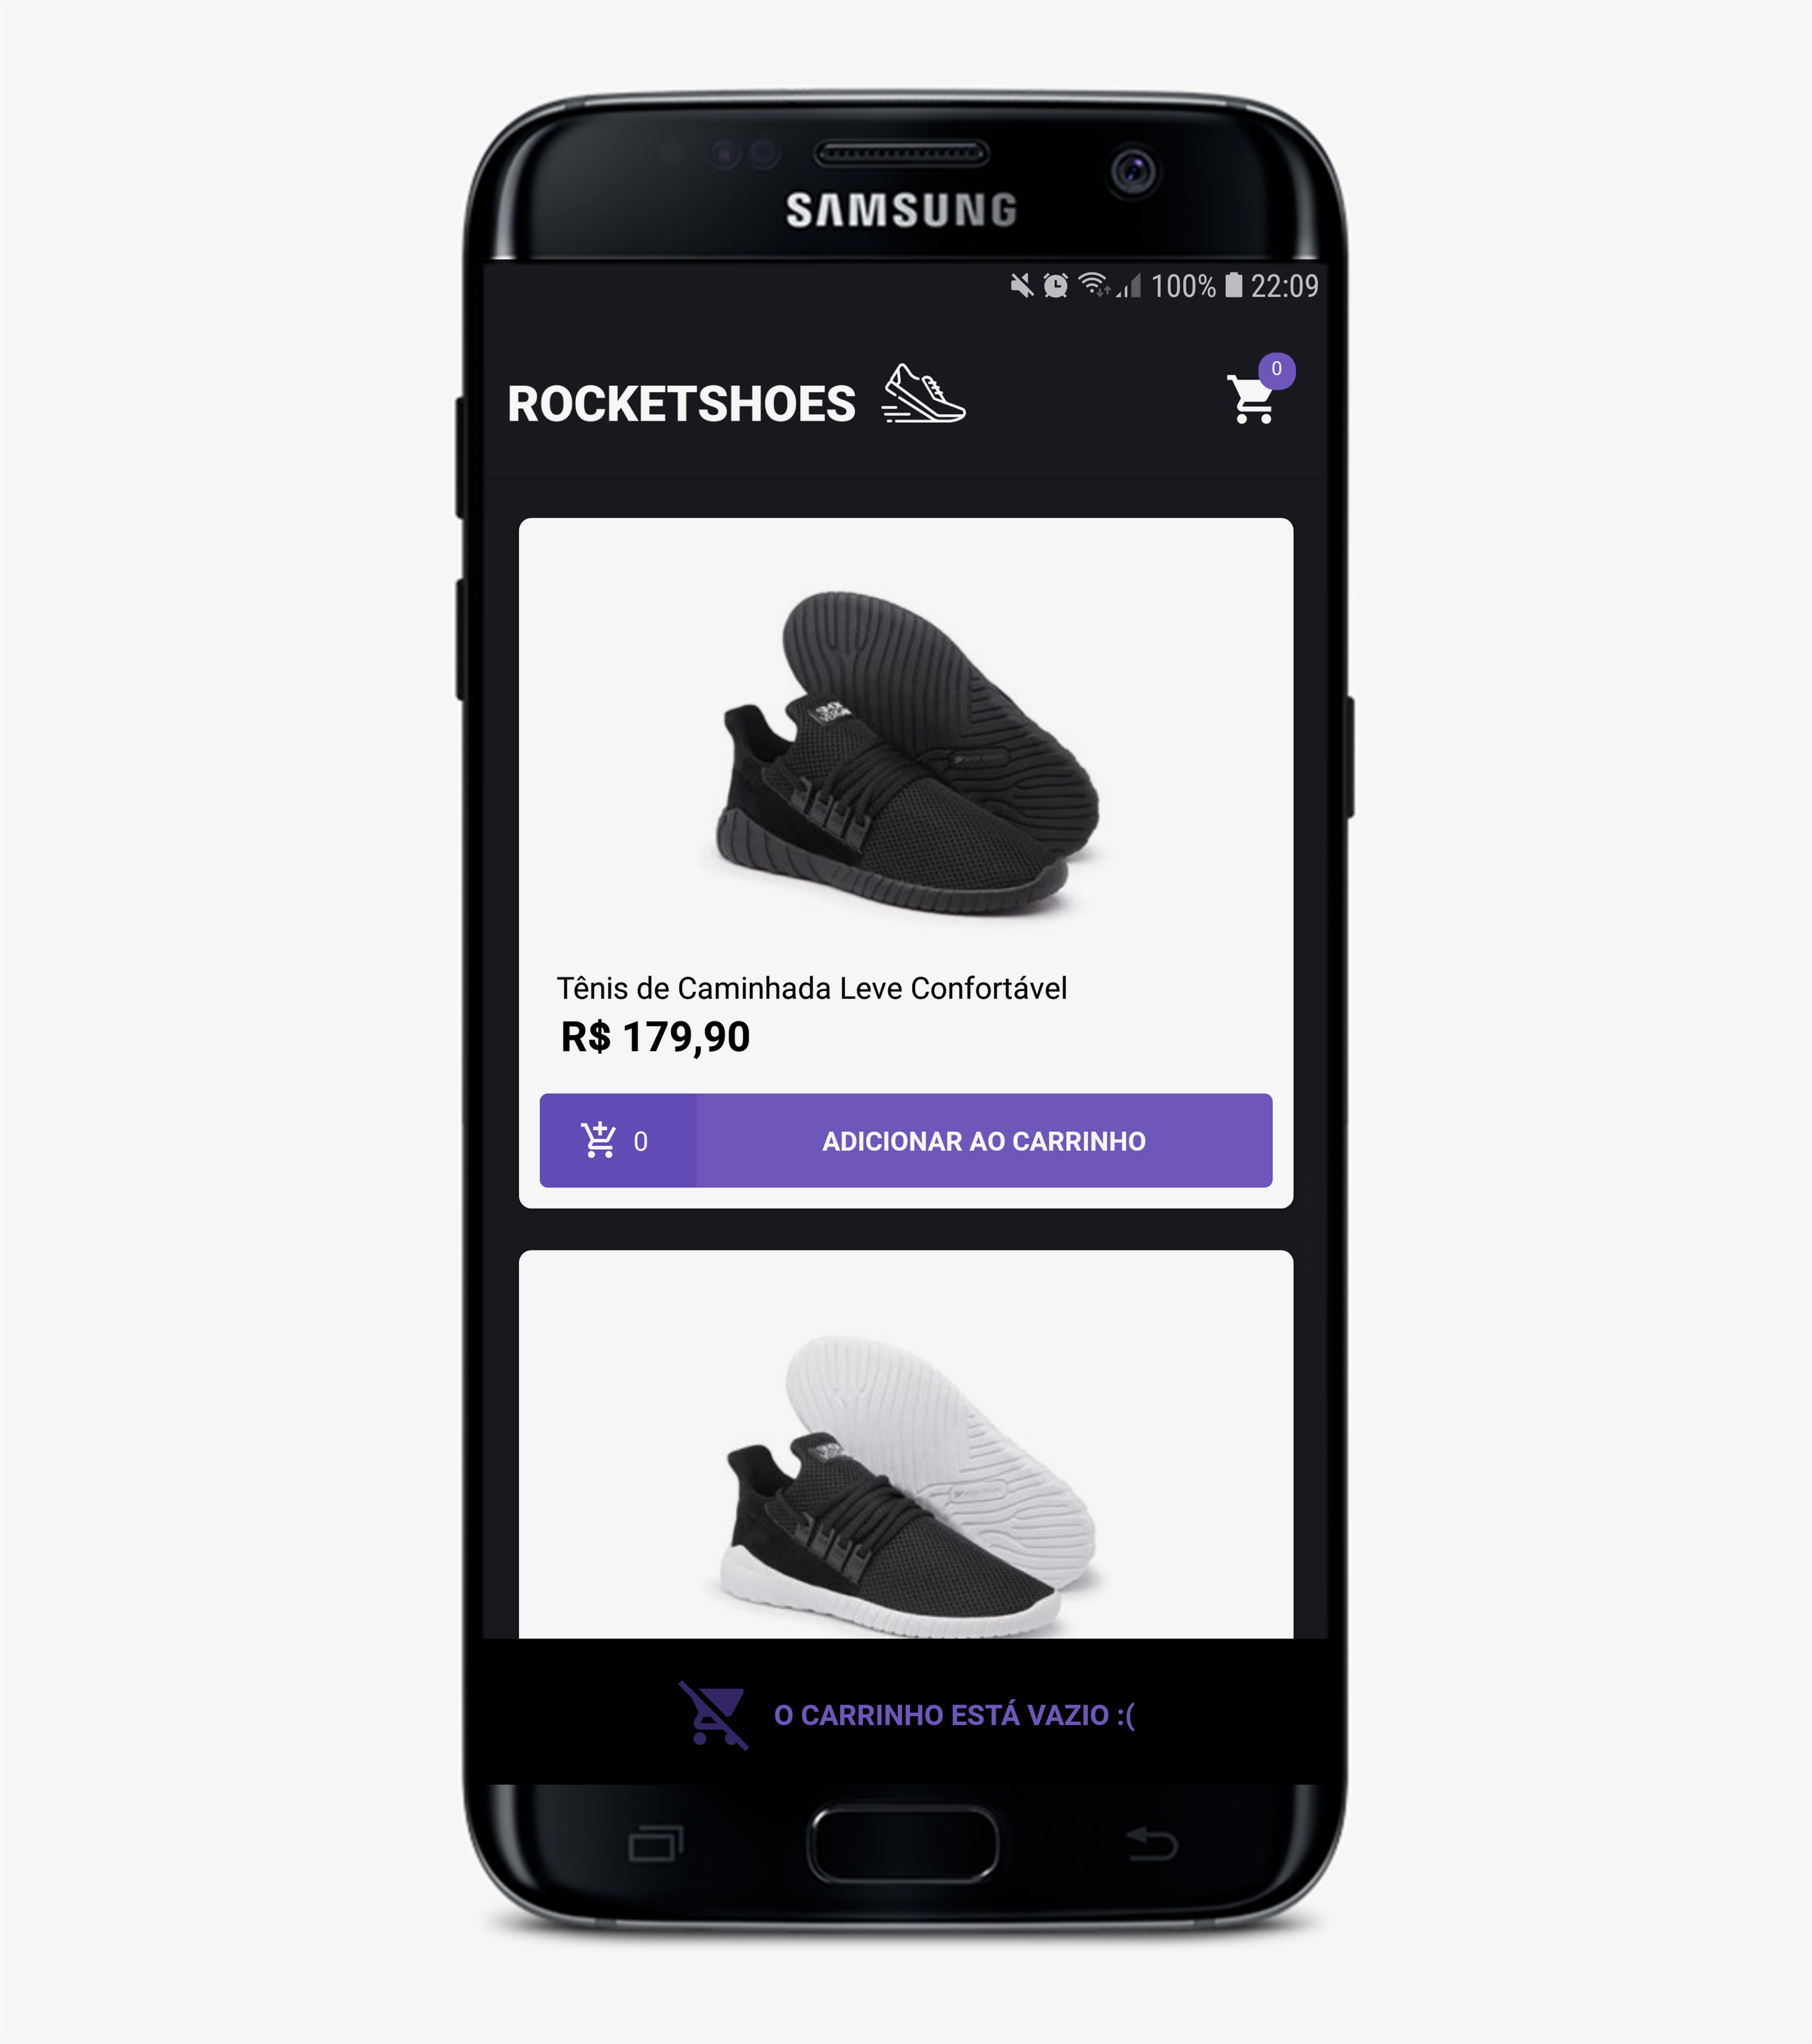 SAMSUNG
100% 22:09
ROCKETSHOES
0
Tênis de Caminhada Leve Confortável
R$ 179,90
0 ADICIONAR AO CARRINHO
O CARRINHO ESTÁ VAZIO :(